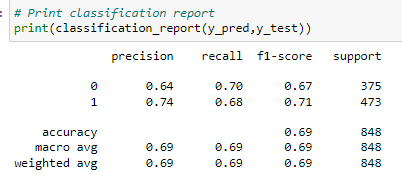 # Print classification report
print(classification_report(y_pred,y_test))
precision recall f1-score support
0 0.64 0.70 0.67 375
1 0.74 0.68 0.71 473
accuracy 0.69 848
macro avg 0.69 0.69 0.69 848
weighted avg 0.69 0.69 0.69 848